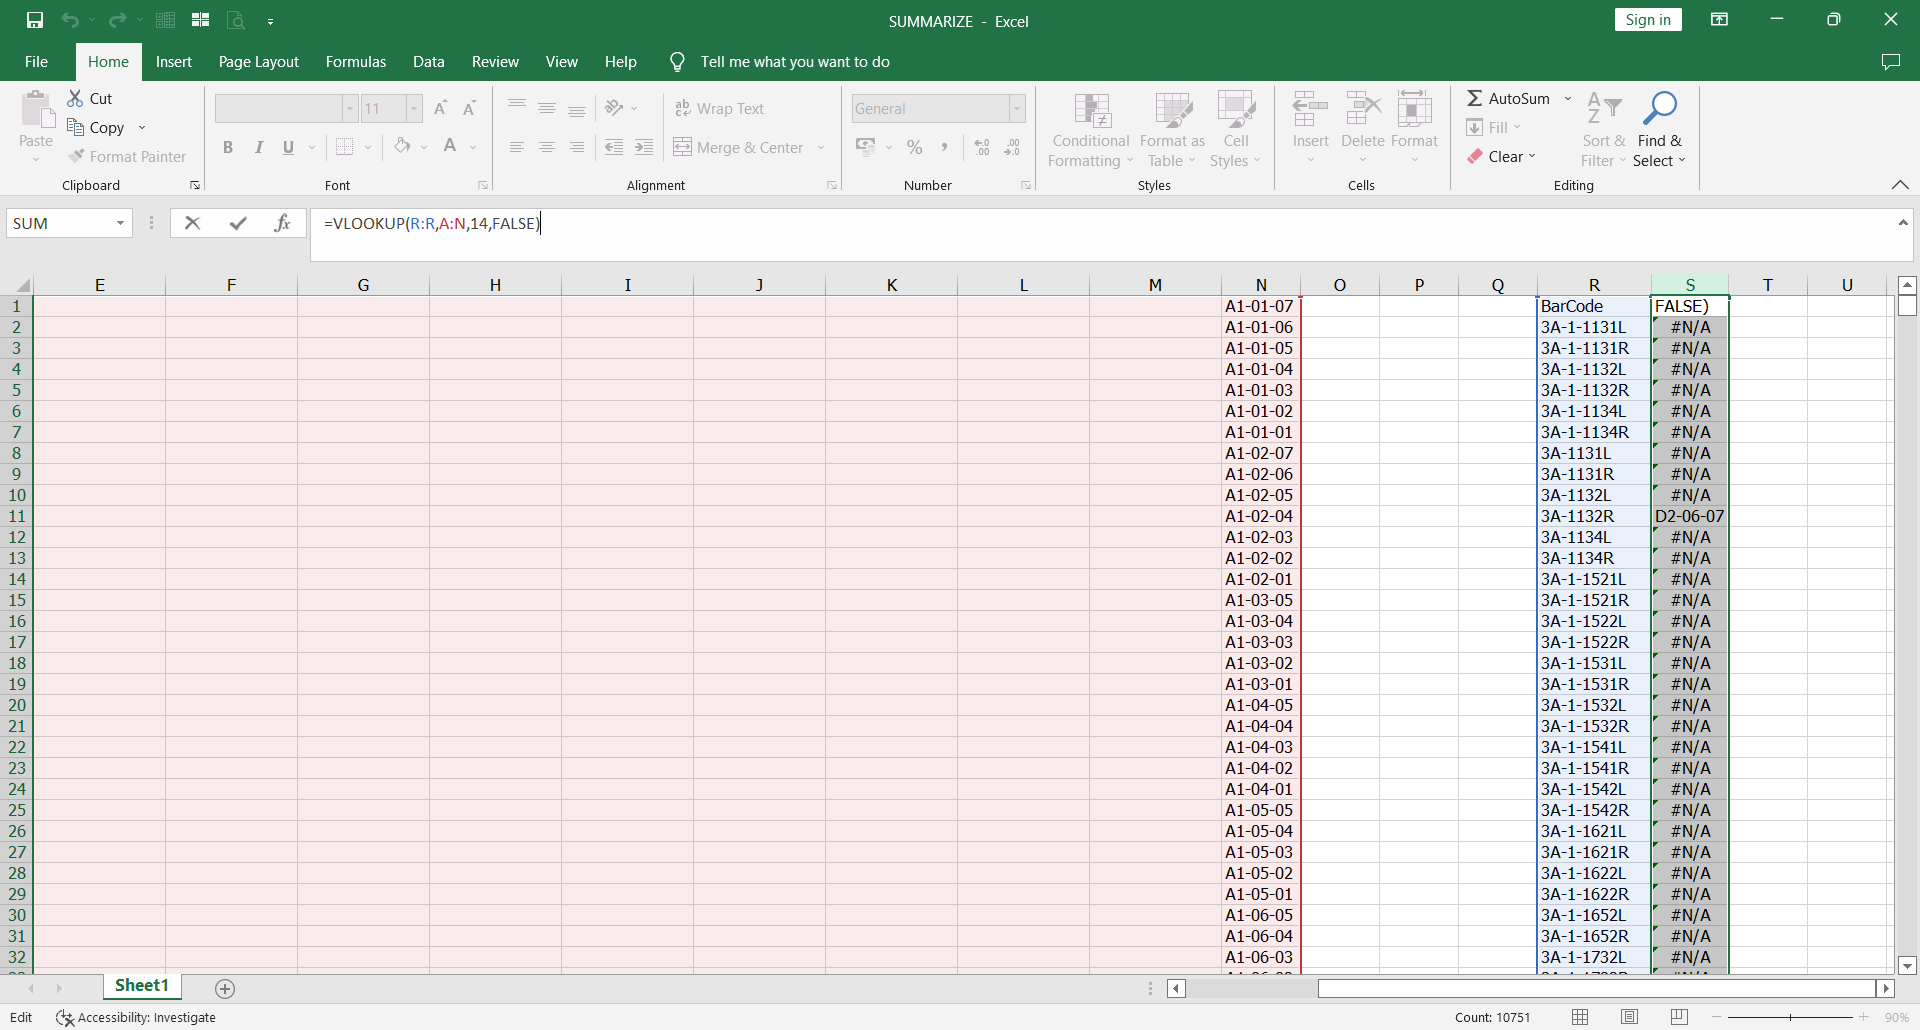 SUMMARIZE - Excel
Sign in
File Home Insert Page Layout Formulas Data Review View Help Tell me what you want to do
Paste
Cut
Copy
Format Painter
Clipboard
11
B I U A
Font
Wrap Text
Merge & Center
Alignment
General
% ,
Number
Conditional Formatting
Format as Table
Cell Styles
Styles
Insert Delete Format
Cells
AutoSum
Fill
Clear
Sort & Filter
Find & Select
Editing
SUM
fx
=VLOOKUP(R:R,A:N,14,FALSE)
E F G H I J K L M N O P Q R S T U
1 A1-01-07 BarCode FALSE)
2 A1-01-06 3A-1-1131L #N/A
3 A1-01-05 3A-1-1131R #N/A
4 A1-01-04 3A-1-1132L #N/A
5 A1-01-03 3A-1-1132R #N/A
6 A1-01-02 3A-1-1134L #N/A
7 A1-01-01 3A-1-1134R #N/A
8 A1-02-07 3A-1131L #N/A
9 A1-02-06 3A-1131R #N/A
10 A1-02-05 3A-1132L #N/A
11 A1-02-04 3A-1132R D2-06-07
12 A1-02-03 3A-1134L #N/A
13 A1-02-02 3A-1134R #N/A
14 A1-02-01 3A-1-1521L #N/A
15 A1-03-05 3A-1-1521R #N/A
16 A1-03-04 3A-1-1522L #N/A
17 A1-03-03 3A-1-1522R #N/A
18 A1-03-02 3A-1-1531L #N/A
19 A1-03-01 3A-1-1531R #N/A
20 A1-04-05 3A-1-1532L #N/A
21 A1-04-04 3A-1-1532R #N/A
22 A1-04-03 3A-1-1541L #N/A
23 A1-04-02 3A-1-1541R #N/A
24 A1-04-01 3A-1-1542L #N/A
25 A1-05-05 3A-1-1542R #N/A
26 A1-05-04 3A-1-1621L #N/A
27 A1-05-03 3A-1-1621R #N/A
28 A1-05-02 3A-1-1622L #N/A
29 A1-05-01 3A-1-1622R #N/A
30 A1-06-05 3A-1-1652L #N/A
31 A1-06-04 3A-1-1652R #N/A
32 A1-06-03 3A-1-1732L #N/A
Sheet1
Edit Accessibility: Investigate Count: 10751 90%